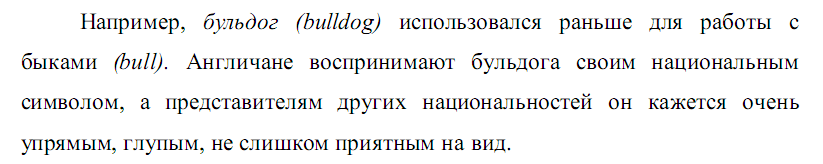 Например, бульдог (bulldog) использовался раньше для работы с
быками (bull). Англичане воспринимают бульдога своим национальным
символом, а представителям других национальностей он кажется очень
упрямым, глупым, не слишком приятным на вид.